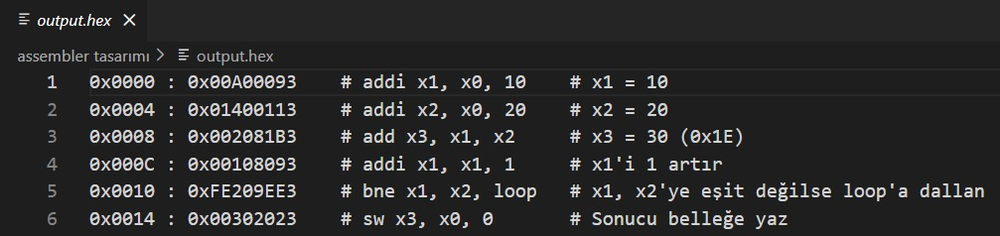 output.hex
assembler tasarımı > output.hex
1 0x0000 : 0x00A00093 # addi x1, x0, 10 # x1 = 10
2 0x0004 : 0x01400113 # addi x2, x0, 20 # x2 = 20
3 0x0008 : 0x002081B3 # add x3, x1, x2 # x3 = 30 (0x1E)
4 0x000C : 0x00108093 # addi x1, x1, 1 # x1'i 1 artır
5 0x0010 : 0xFE209EE3 # bne x1, x2, loop # x1, x2'ye eşit değilse loop'a dallan
6 0x0014 : 0x00302023 # sw x3, x0, 0 # Sonucu belleğe yaz